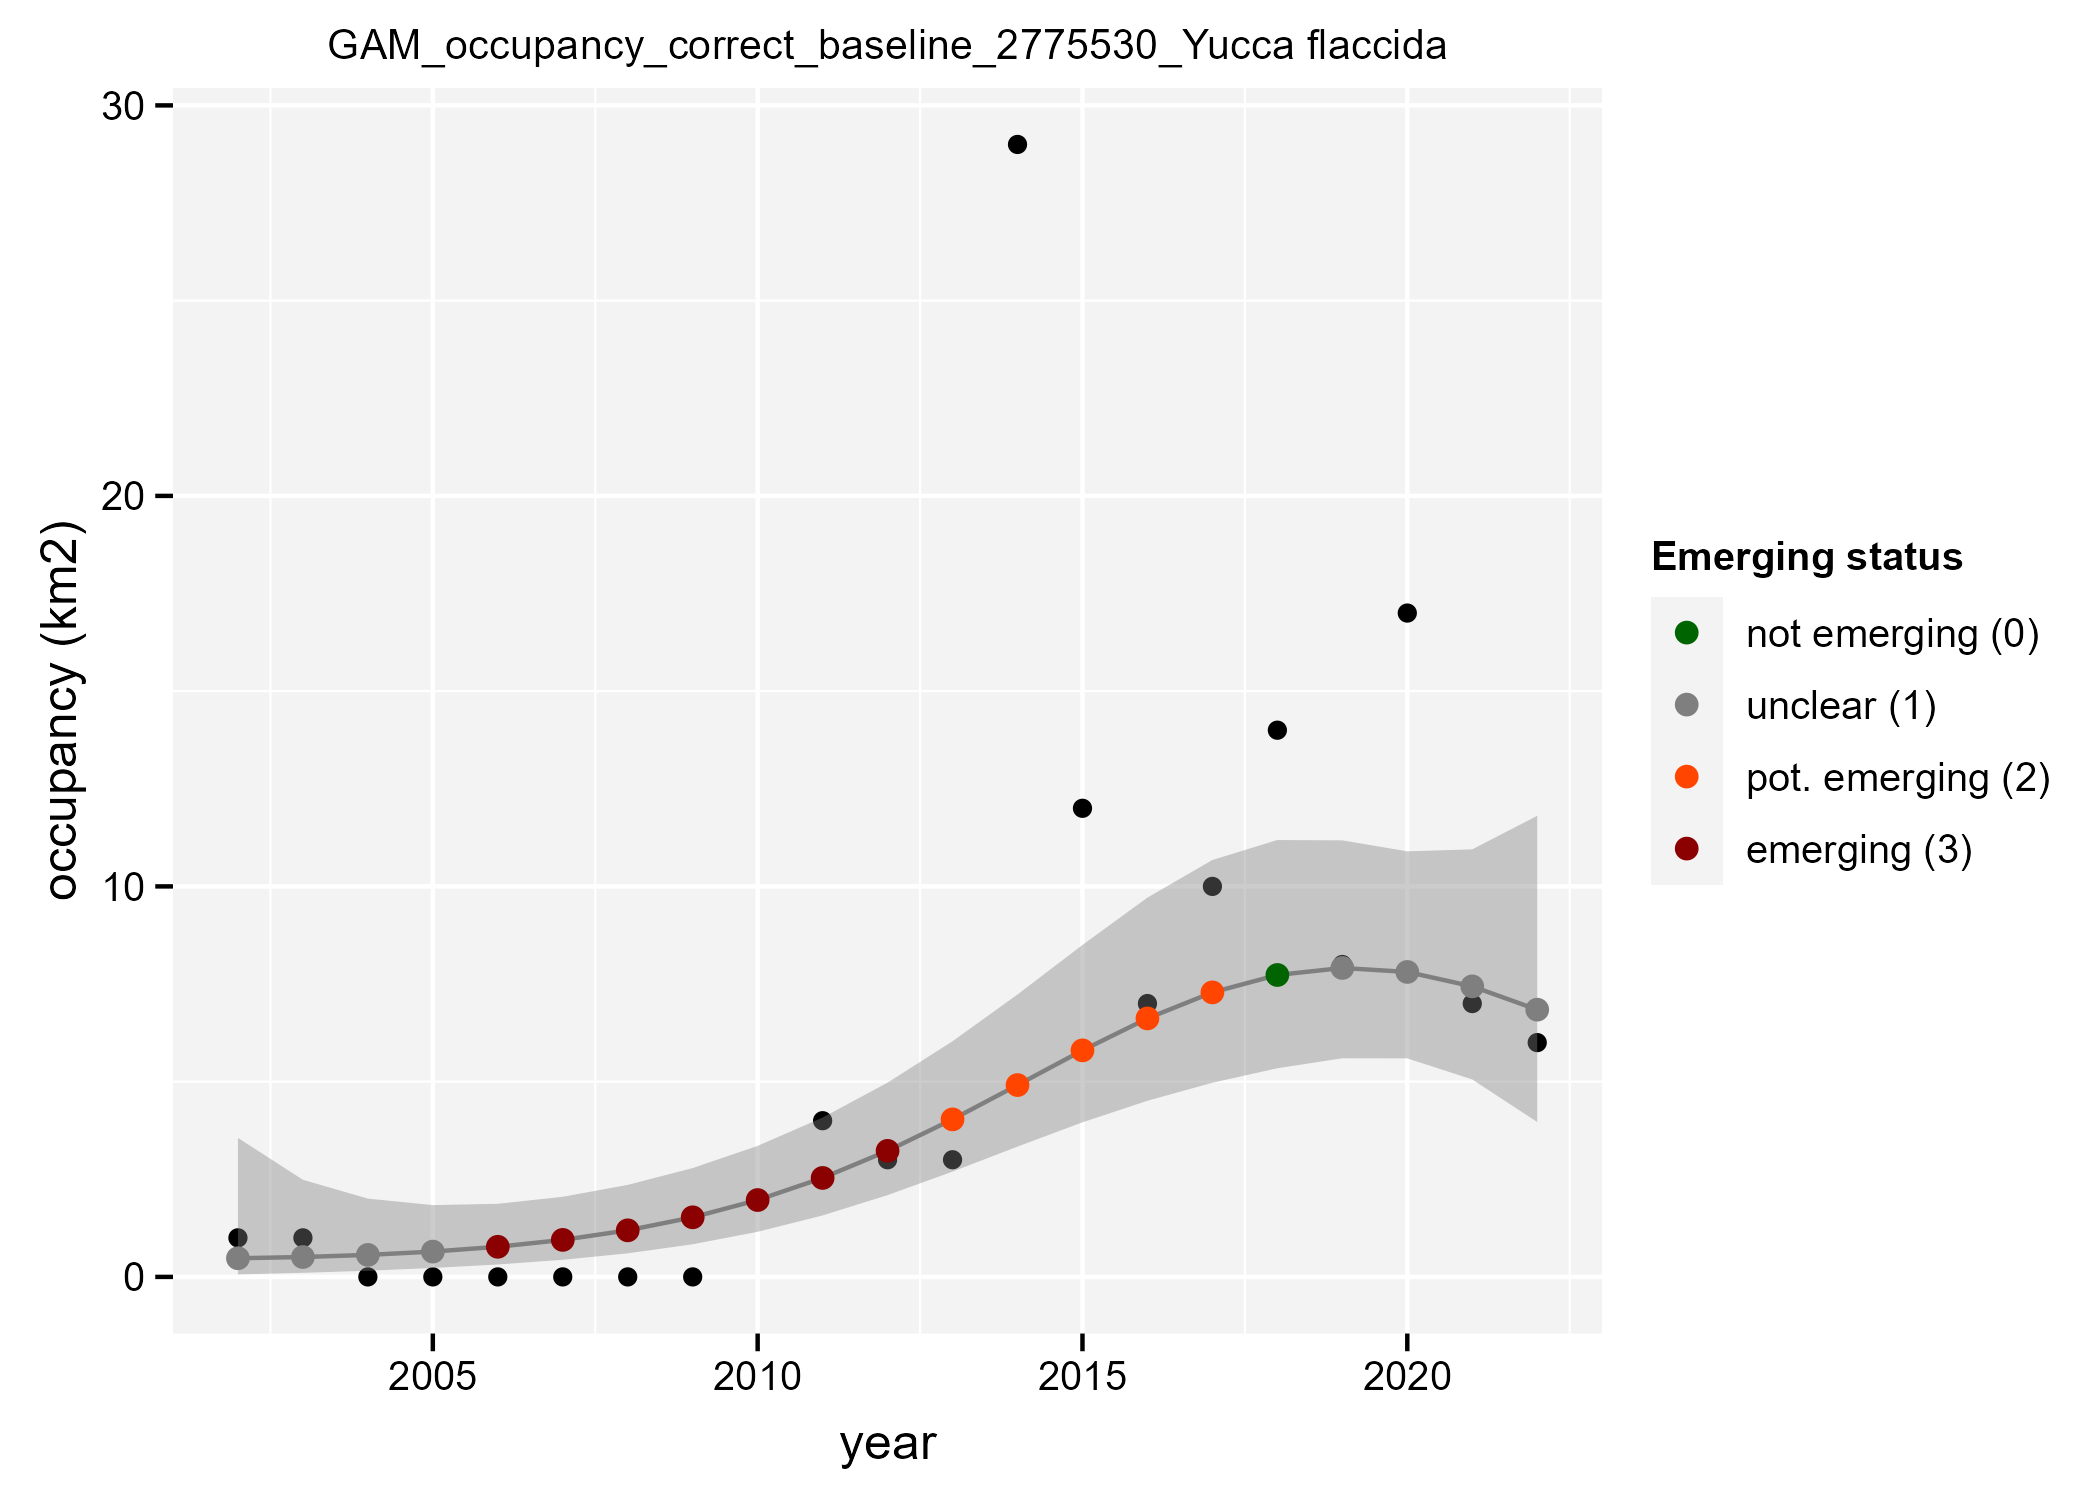 GAM_occupancy_correct_baseline_2775530_Yucca flaccida
30
20
10
0
occupancy (km2)
2005
2010
2015
2020
year
Emerging status
not emerging (0)
unclear (1)
pot. emerging (2)
emerging (3)